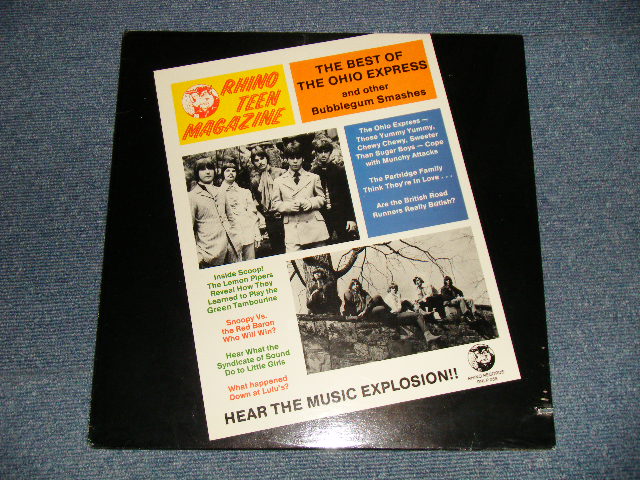 RHINO
TEEN
MAGAZINE
THE BEST OF
THE OHIO EXPRESS
and other
Bubblegum Smashes
The Ohio Express —
Those Yummy Yummy,
Chewy Chewy, Sweeter
Than Sugar Boys — Cope
with Munchy Attacks
The Partridge Family
Think They're In Love . . .
Are the British Road
Runners Really British?
Inside Scoop!
The Lemon Pipers
Reveal How They
Learned to Play the
Green Tambourine
Snoopy Vs.
the Red Baron
Who Will Win?
Hear What the
Syndicate of Sound
Do to Little Girls
What happened
Down at Lulu's?
HEAR THE MUSIC EXPLOSION!!
RHINO RECORDS